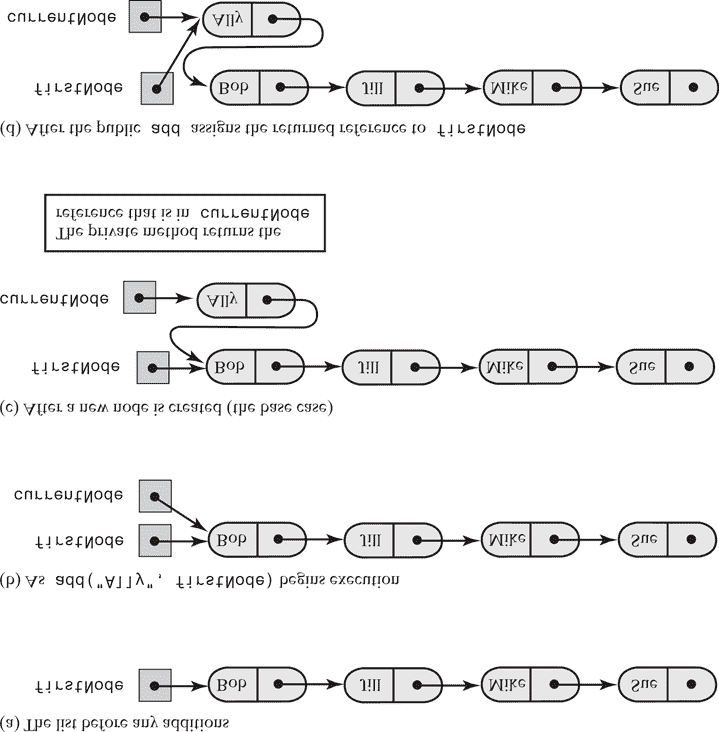 (a) The list before any additions
firstNode Bob Jill Mike Sue
(b) As add("Ally", firstNode) begins execution
firstNode Bob Jill Mike Sue
currentNode
(c) After a new node is created (the base case)
firstNode Bob Jill Mike Sue
currentNode Ally
The private method returns the
reference that is in currentNode
(d) After the public add assigns the returned reference to firstNode
firstNode Bob Jill Mike Sue
currentNode Ally